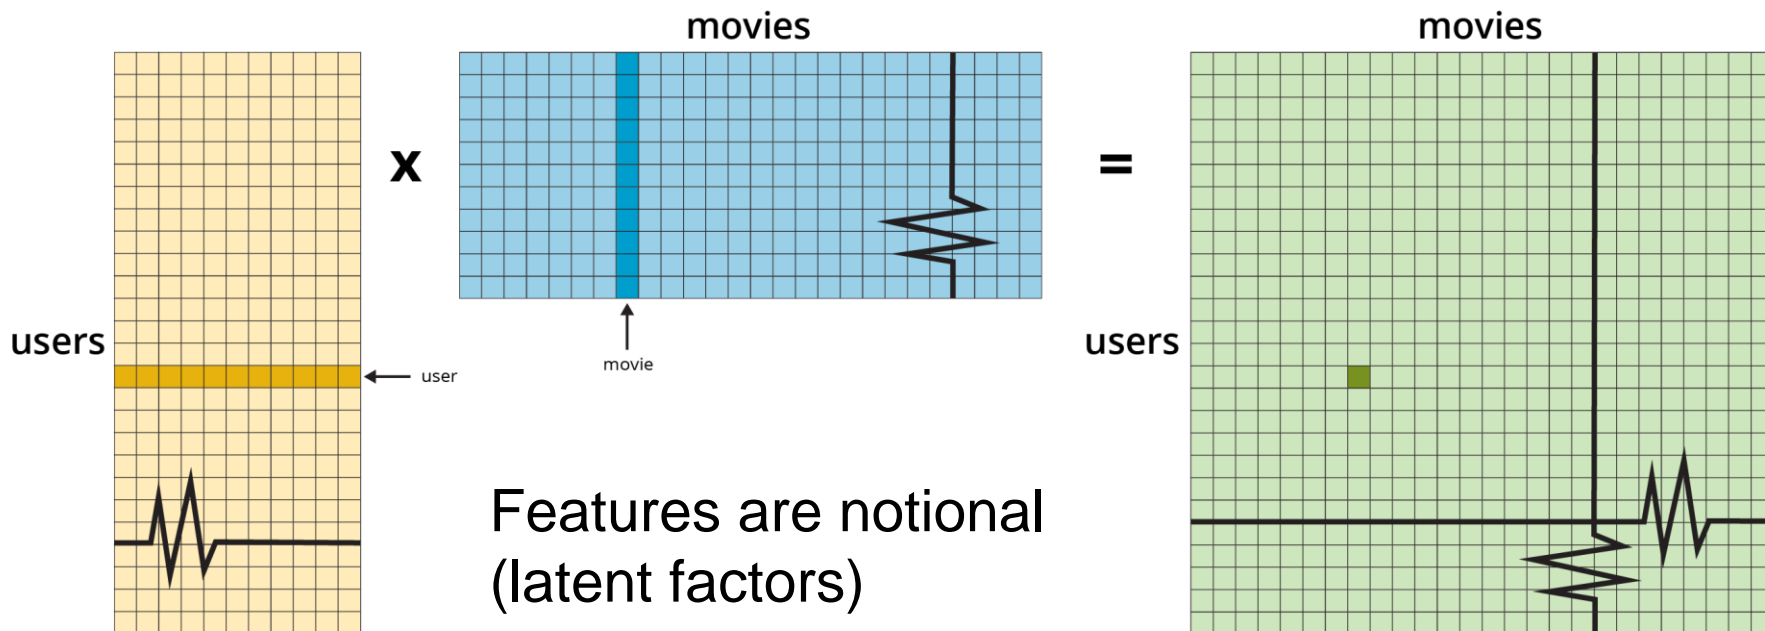 movies
movies
x
=
users
users
user
movie
Features are notional
(latent factors)